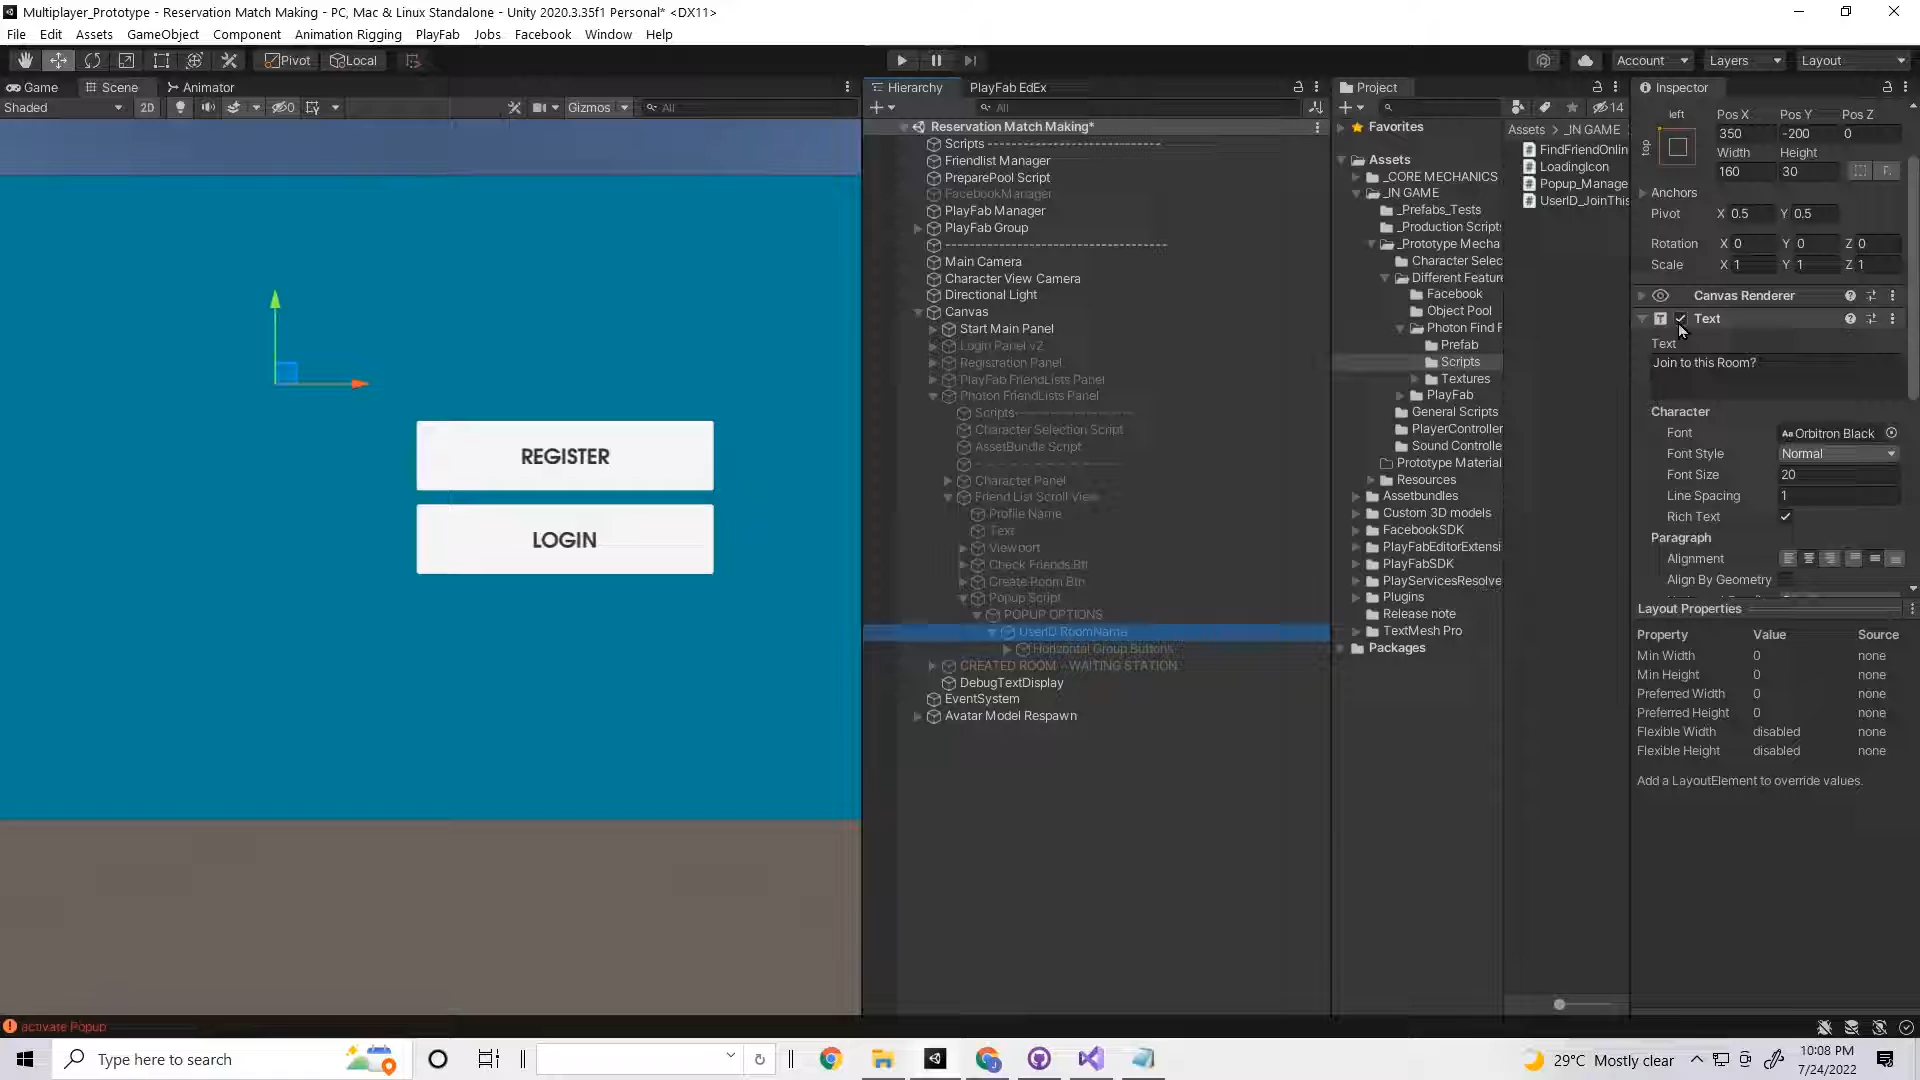 Multiplayer_Prototype - Reservation Match Making - PC, Mac & Linux Standalone - Unity 2020.3.35f1 Personal* <DX11>
File Edit Assets GameObject Component Animation Rigging PlayFab Jobs Facebook Window Help
Pivot Local
Account Layers Layout
Game Scene Animator
Shaded 2D 0 Gizmos All
REGISTER
LOGIN
Hierarchy PlayFab EdEx
All
Reservation Match Making*
Scripts -----------------------------------
Friendlist Manager
PreparePool Script
FacebookManager
PlayFab Manager
PlayFab Group
---------------------------------------------
Main Camera
Character View Camera
Directional Light
Canvas
Start Main Panel
Login Panel v2
Registration Panel
PlayFab FriendLists Panel
Photon FriendLists Panel
Scripts------------------------
Character Selection Script
AssetBundle Script
- -------------------------
Character Panel
Friend List Scroll View
Profile Name
Text
Viewport
Check Friends Btn
Create Room Btn
Popup Script
POPUP OPTIONS
UserID RoomName
Horizontal Group Buttons
CREATED ROOM - WAITING STATION
DebugTextDisplay
EventSystem
Avatar Model Respawn
Project
14
Favorites
Assets
_CORE MECHANICS
_IN GAME
_Prefabs_Tests
_Production Scripts
_Prototype Mecha
Character Selec
Different Feature
Facebook
Object Pool
Photon Find F
Prefab
Scripts
Textures
PlayFab
General Scripts
PlayerController
Sound Controlle
Prototype Material
Resources
Assetbundles
Custom 3D models
FacebookSDK
PlayFabEditorExtensi
PlayFabSDK
PlayServicesResolve
Plugins
Release note
TextMesh Pro
Packages
Assets > _IN GAME
FindFriendOnlin
LoadingIcon
Popup_Manage
UserID_JoinThis
Inspector
left Pos X Pos Y Pos Z
top 350 -200 0
Width Height
160 30
Anchors
Pivot X 0.5 Y 0.5
Rotation X 0 Y 0 Z 0
Scale X 1 Y 1 Z 1
Canvas Renderer
Text
Text
Join to this Room?
Character
Font Orbitron Black
Font Style Normal
Font Size 20
Line Spacing 1
Rich Text
Paragraph
Alignment
Align By Geometry
Layout Properties
Property Value Source
Min Width 0 none
Min Height 0 none
Preferred Width 0 none
Preferred Height 0 none
Flexible Width disabled none
Flexible Height disabled none
Add a LayoutElement to override values.
activate Popup
Type here to search
29°C Mostly clear
10:08 PM
7/24/2022